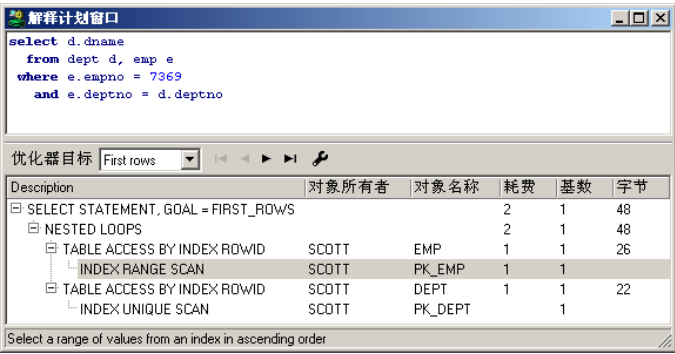 解释计划窗口
select d.dname
from dept d, emp e
where e.empno = 7369
and e.deptno = d.deptno
优化器目标 First rows
Description 对象所有者 对象名称 耗费 基数 字节
SELECT STATEMENT, GOAL = FIRST_ROWS 2 1 48
NESTED LOOPS 2 1 48
TABLE ACCESS BY INDEX ROWID SCOTT EMP 1 1 26
INDEX RANGE SCAN SCOTT PK_EMP 1 1
TABLE ACCESS BY INDEX ROWID SCOTT DEPT 1 1 22
INDEX UNIQUE SCAN SCOTT PK_DEPT 1
Select a range of values from an index in ascending order